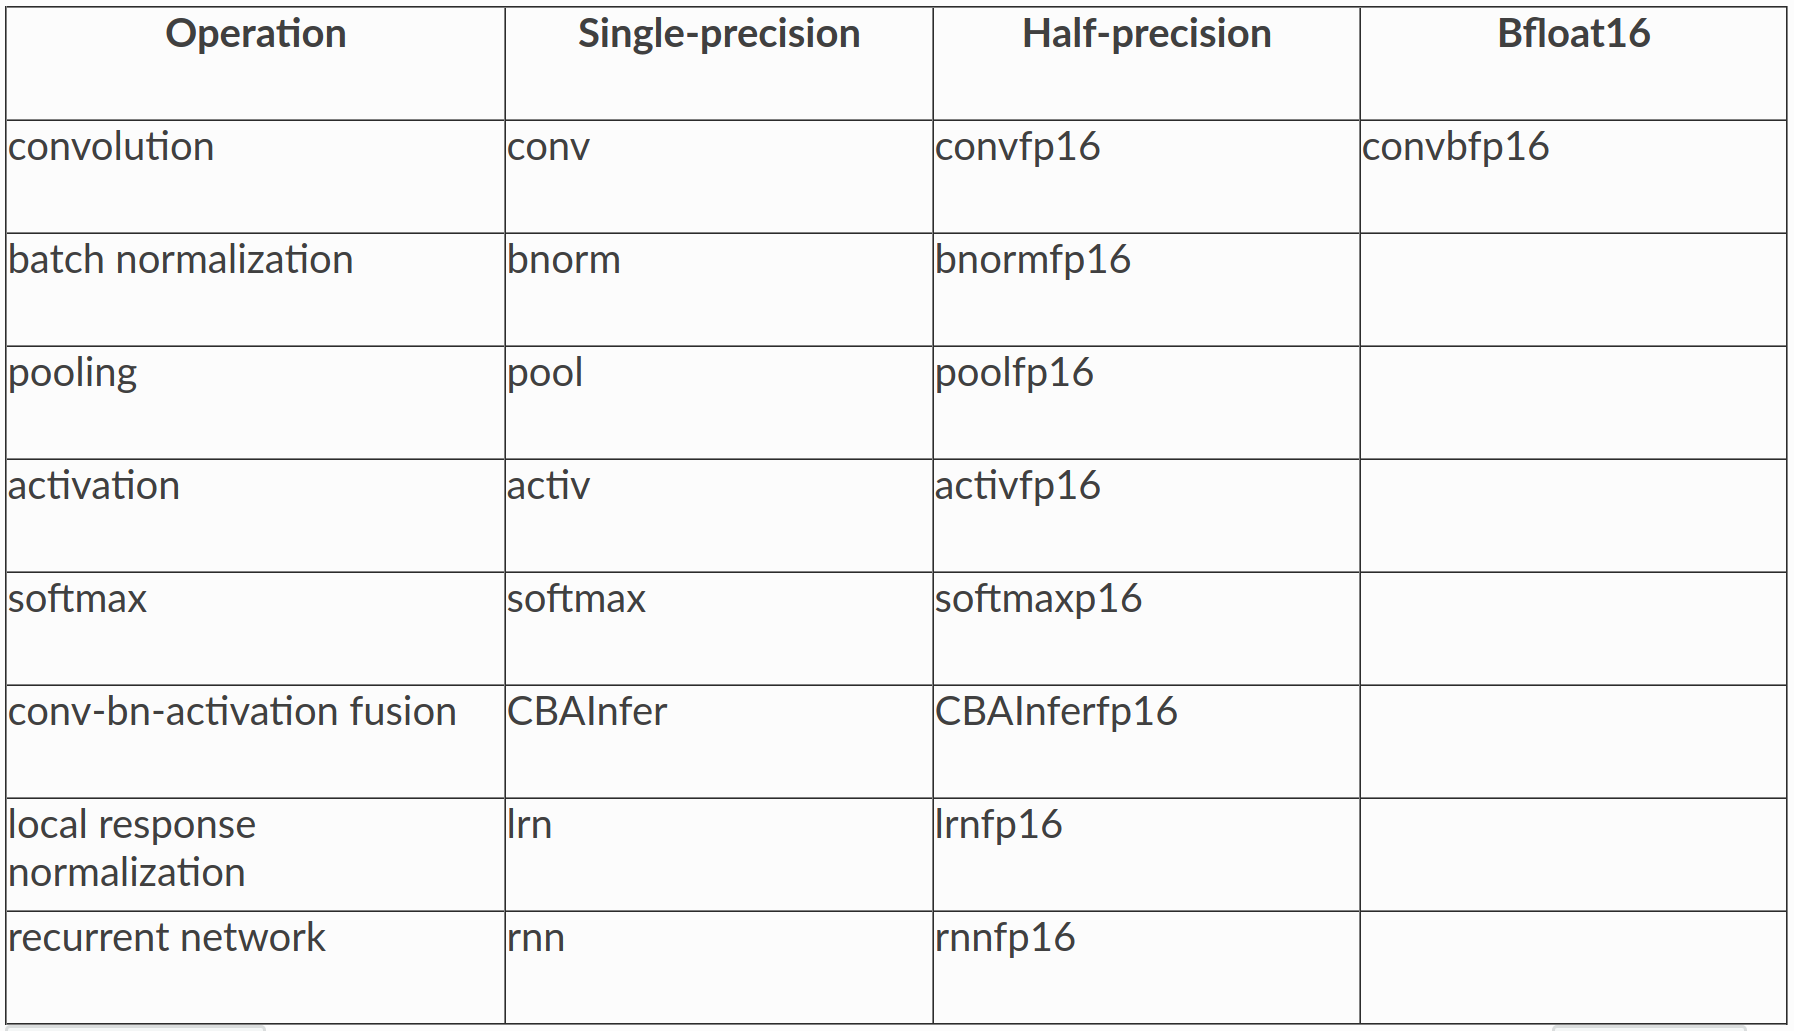 Operation Single-precision Half-precision Bfloat16
convolution conv convfp16 convbfp16
batch normalization bnorm bnormfp16
pooling pool poolfp16
activation activ activfp16
softmax softmax softmaxp16
conv-bn-activation fusion CBAInfer CBAInferfp16
local response lrn lrnfp16
normalization
recurrent network rnn rnnfp16